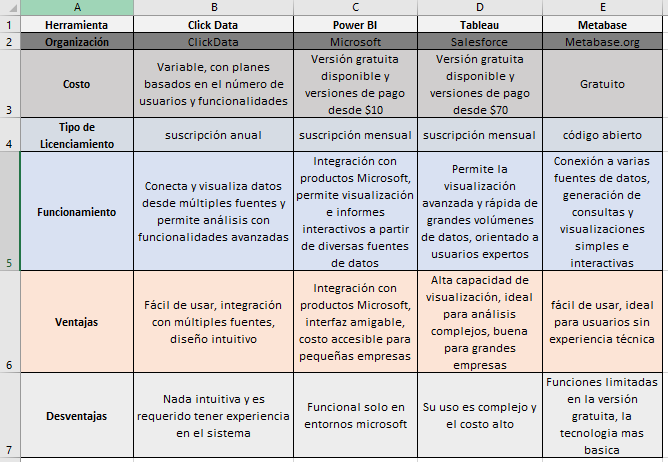 A B C D E
1 Herramienta Click Data Power BI Tableau Metabase
2 Organización ClickData Microsoft Salesforce Metabase.org
3 Costo
Variable, con planes
basados en el número de
usuarios y funcionalidades
Versión gratuita
disponible y
versiones de pago
desde $10
Versión gratuita
disponible y
versiones de pago
desde $70
Gratuito
4 Tipo de
Licenciamiento
suscripción anual
suscripción mensual
suscripción mensual
código abierto
5 Funcionamiento
Conecta y visualiza datos
desde múltiples fuentes y
permite análisis con
funcionalidades avanzadas
Integración con
productos Microsoft,
permite visualización
e informes
interactivos a partir
de diversas fuentes
de datos
Permite la
visualización
avanzada y rápida de
grandes volúmenes
de datos, orientado a
usuarios expertos
Conexión a varias
fuentes de datos,
generación de
consultas y
visualizaciones
simples e
interactivas
6 Ventajas
Fácil de usar, integración
con múltiples fuentes,
diseño intuitivo
Integración con
productos Microsoft,
interfaz amigable,
costo accesible para
pequeñas empresas
Alta capacidad de
visualización, ideal
para análisis
complejos, buena
para grandes
empresas
fácil de usar, ideal
para usuarios sin
experiencia técnica
7 Desventajas
Nada intuitiva y es
requerido tener experiencia
en el sistema
Funcional solo en
entornos microsoft
Su uso es complejo y
el costo alto
Funciones limitadas
en la versión
gratuita, la
tecnologia mas
basica